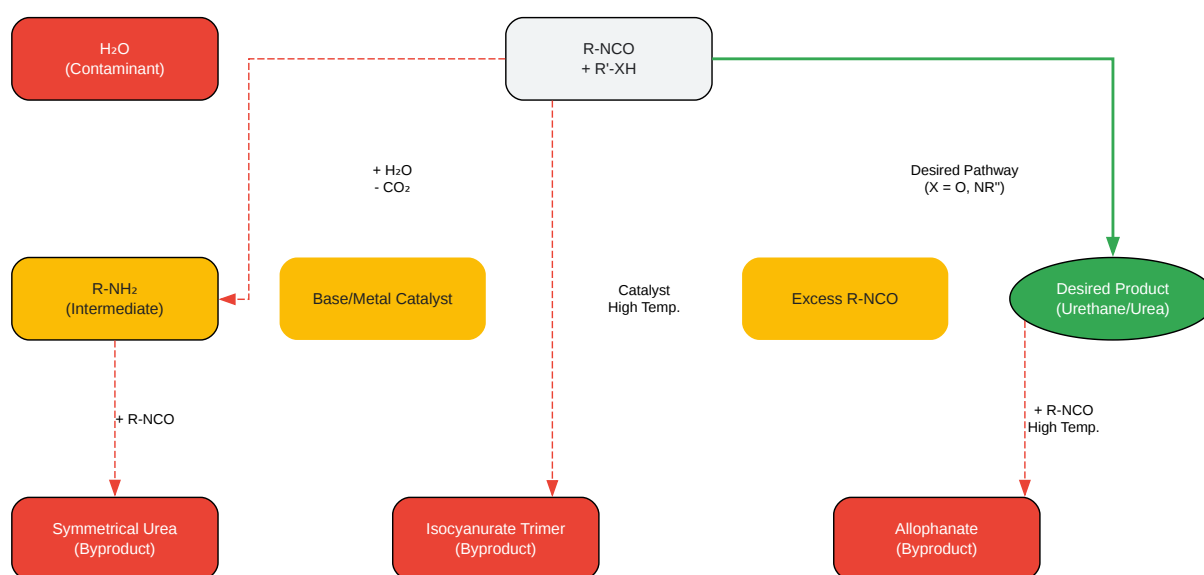 H₂O
(Contaminant)
R-NCO
+ R'-XH
+ H₂O
- CO₂
Desired Pathway
(X = O, NR")
R-NH₂
(Intermediate)
Base/Metal Catalyst
Catalyst
High Temp.
Excess R-NCO
Desired Product
(Urethane/Urea)
+ R-NCO
+ R-NCO
High Temp.
Symmetrical Urea
(Byproduct)
Isocyanurate Trimer
(Byproduct)
Allophanate
(Byproduct)